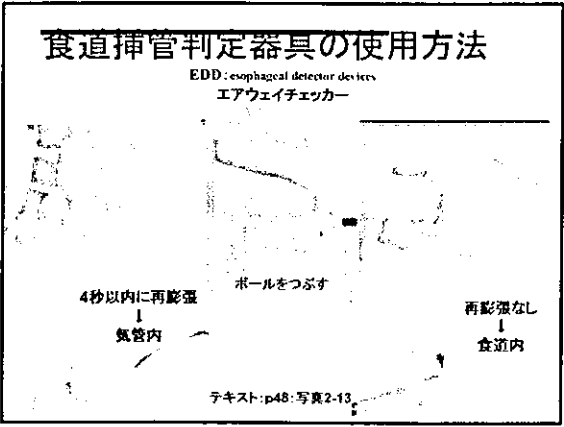 食道挿管判定器具の使用方法
EDD:esophageal detector devices
エアウェイチェッカー
ボールをつぶす
4秒以内に再膨張
↓
気管内
再膨張なし
↓
食道内
テキスト:p48:写真2-13